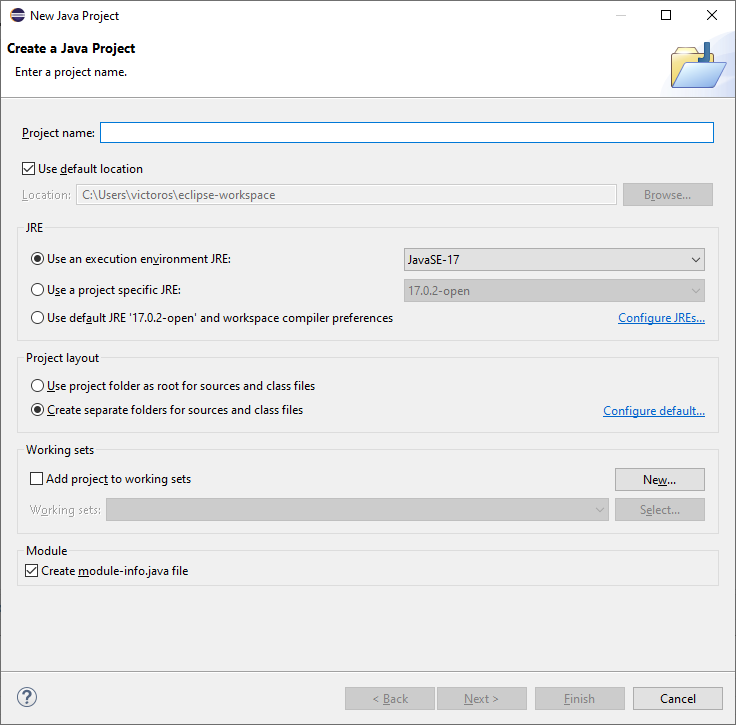 New Java Project
Create a Java Project
Enter a project name.
Project name:
Use default location
Location: C:\Users\victoros\eclipse-workspace Browse...
JRE
Use an execution environment JRE: JavaSE-17
Use a project specific JRE: 17.0.2-open
Use default JRE '17.0.2-open' and workspace compiler preferences Configure JREs...
Project layout
Use project folder as root for sources and class files
Create separate folders for sources and class files Configure default...
Working sets
Add project to working sets New...
Working sets: Select...
Module
Create module-info.java file
? < Back Next > Finish Cancel